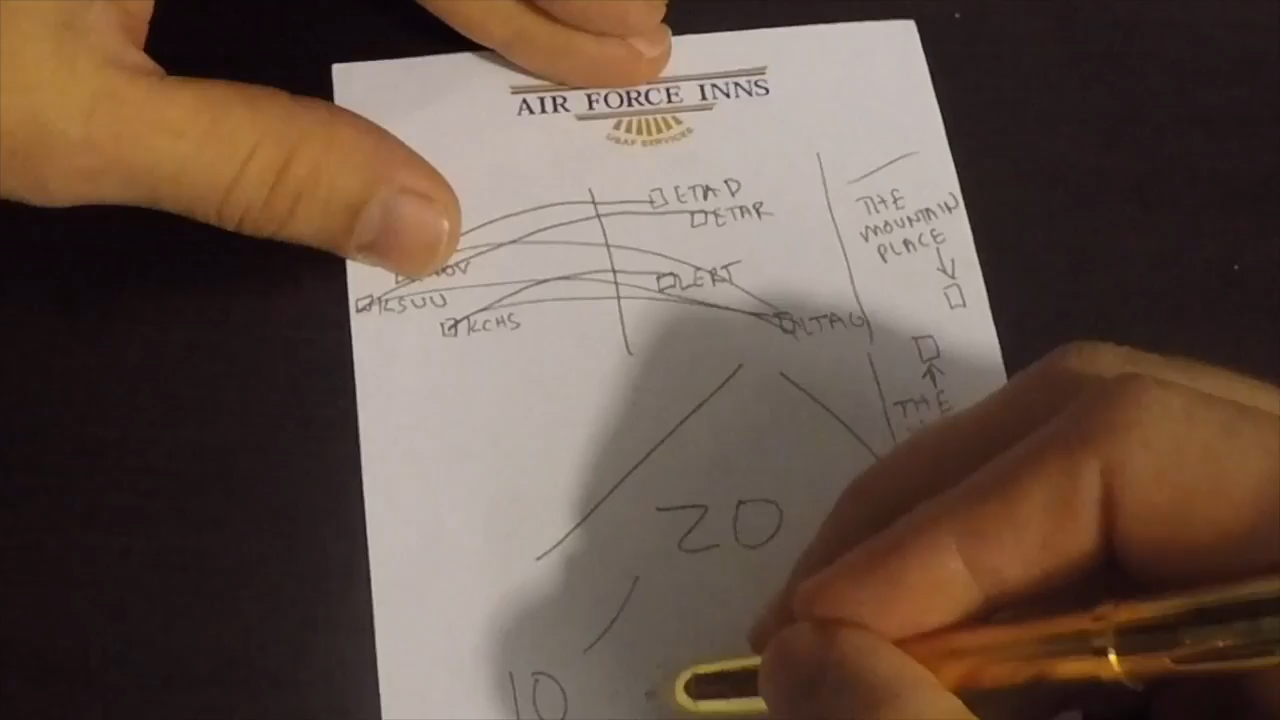 AIR FORCE INNS
USAF SERVICES
ETAD
ETAR
KSUU
LERT
KCHS
LTAG
THE
MOUNTAIN
PLACE
THE
20
10